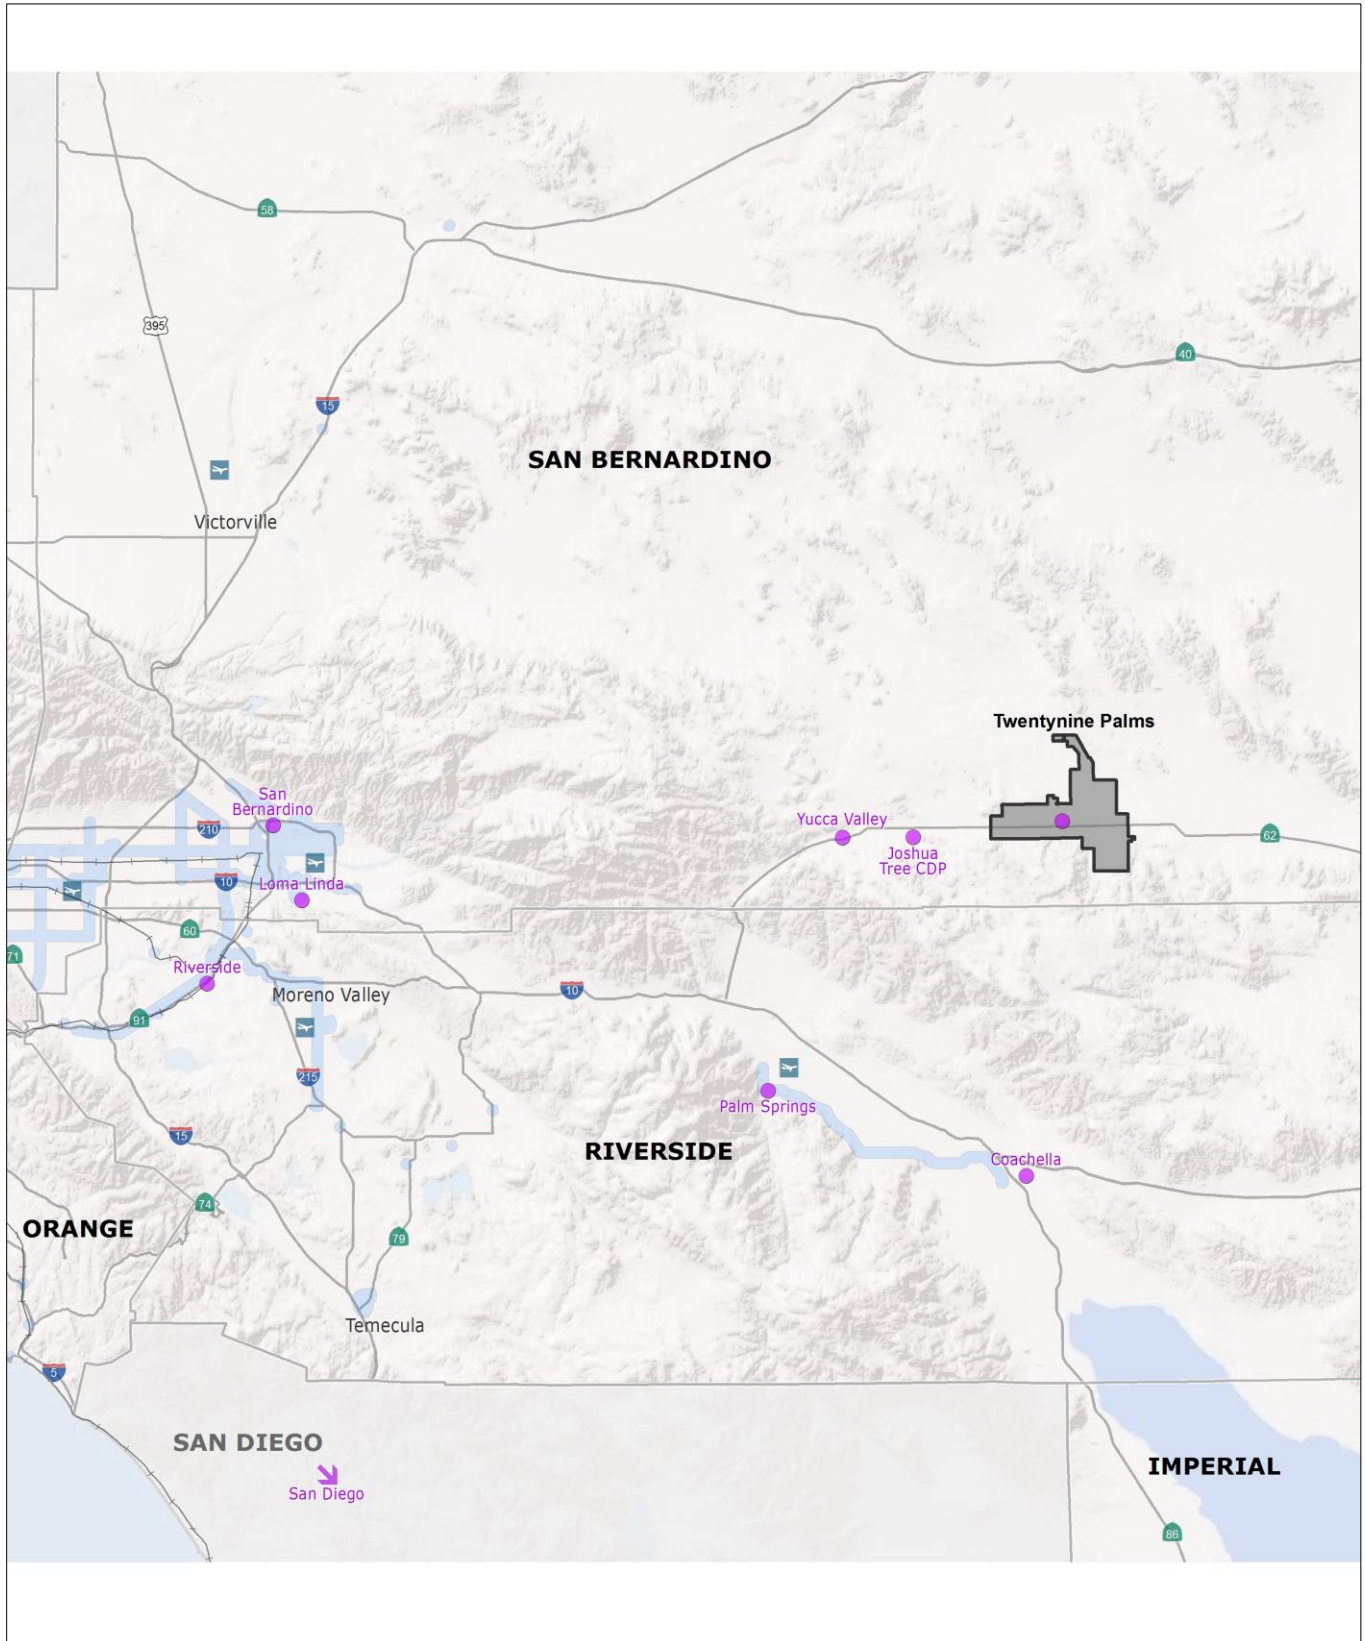 58
395
40
15
SAN BERNARDINO
Victorville
Twentynine Palms
San
Bernardino
210
Yucca Valley
62
Joshua
Tree CDP
10
Loma Linda
60
71
Riverside
Moreno Valley
10
91
215
Palm Springs
15
RIVERSIDE
Coachella
74
ORANGE
79
Temecula
5
SAN DIEGO
San Diego
IMPERIAL
86